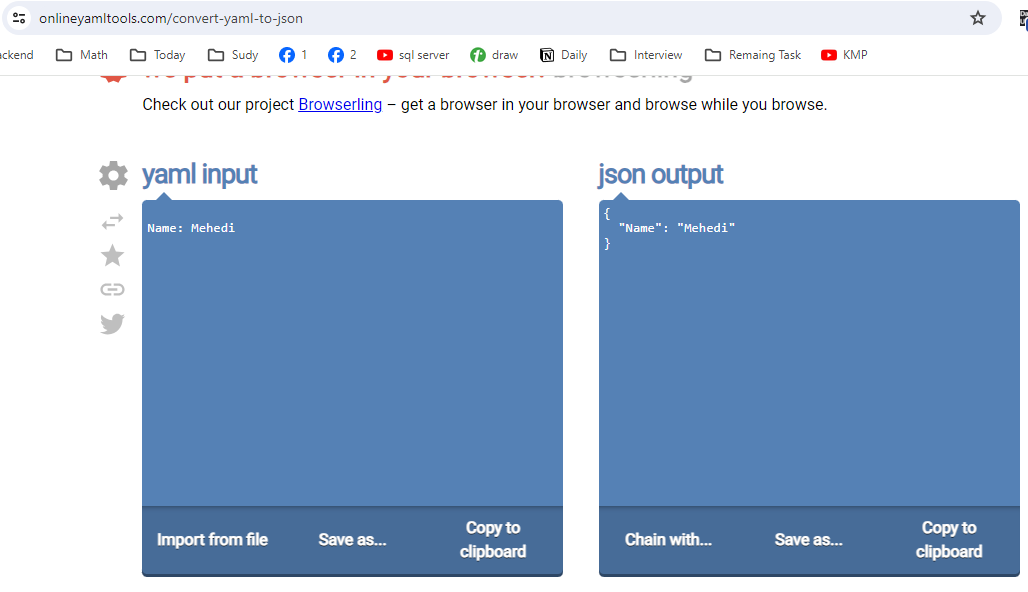 onlineyamltools.com/convert-yaml-to-json
ackend Math Today Sudy 1 2 sql server draw Daily Interview Remaing Task KMP
Check out our project Browserling – get a browser in your browser and browse while you browse.
yaml input
json output
Name: Mehedi
{
"Name": "Mehedi"
}
Import from file
Save as...
Copy to
clipboard
Chain with...
Save as...
Copy to
clipboard